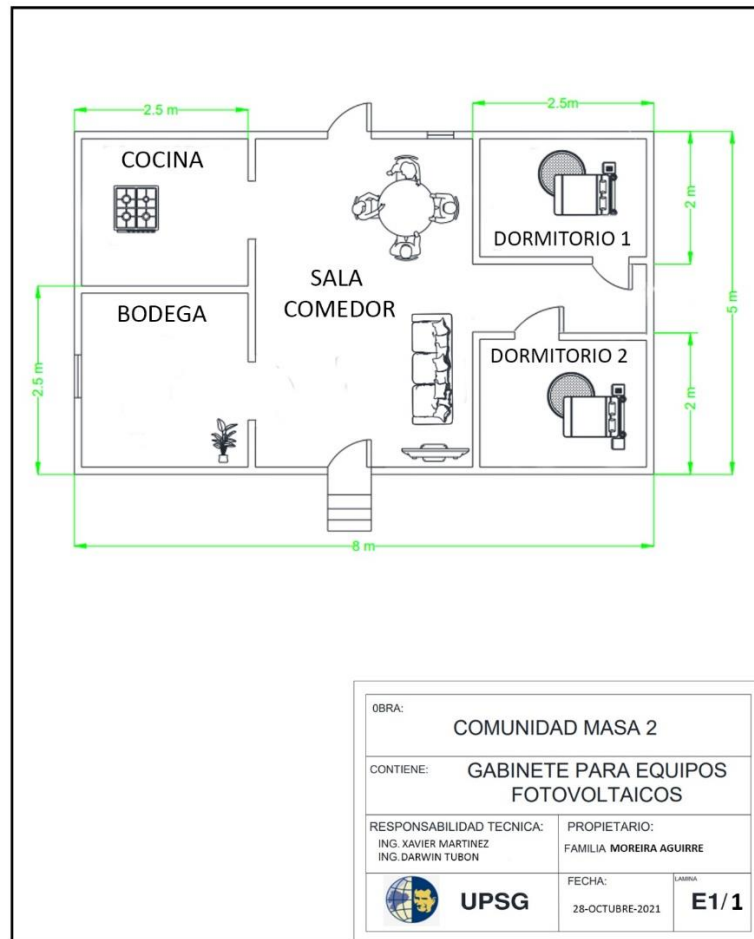 2.5 m
2.5m
COCINA
2 m
DORMITORIO 1
SALA
COMEDOR
5 m
BODEGA
DORMITORIO 2
2.5 m
2 m
8 m
0BRA:
COMUNIDAD MASA 2
CONTIENE:
GABINETE PARA EQUIPOS
FOTOVOLTAICOS
RESPONSABILIDAD TECNICA:
ING. XAVIER MARTINEZ
ING. DARWIN TUBON
PROPIETARIO:
FAMILIA MOREIRA AGUIRRE
UPSG
FECHA:
28-OCTUBRE-2021
LAMINA
E1/1